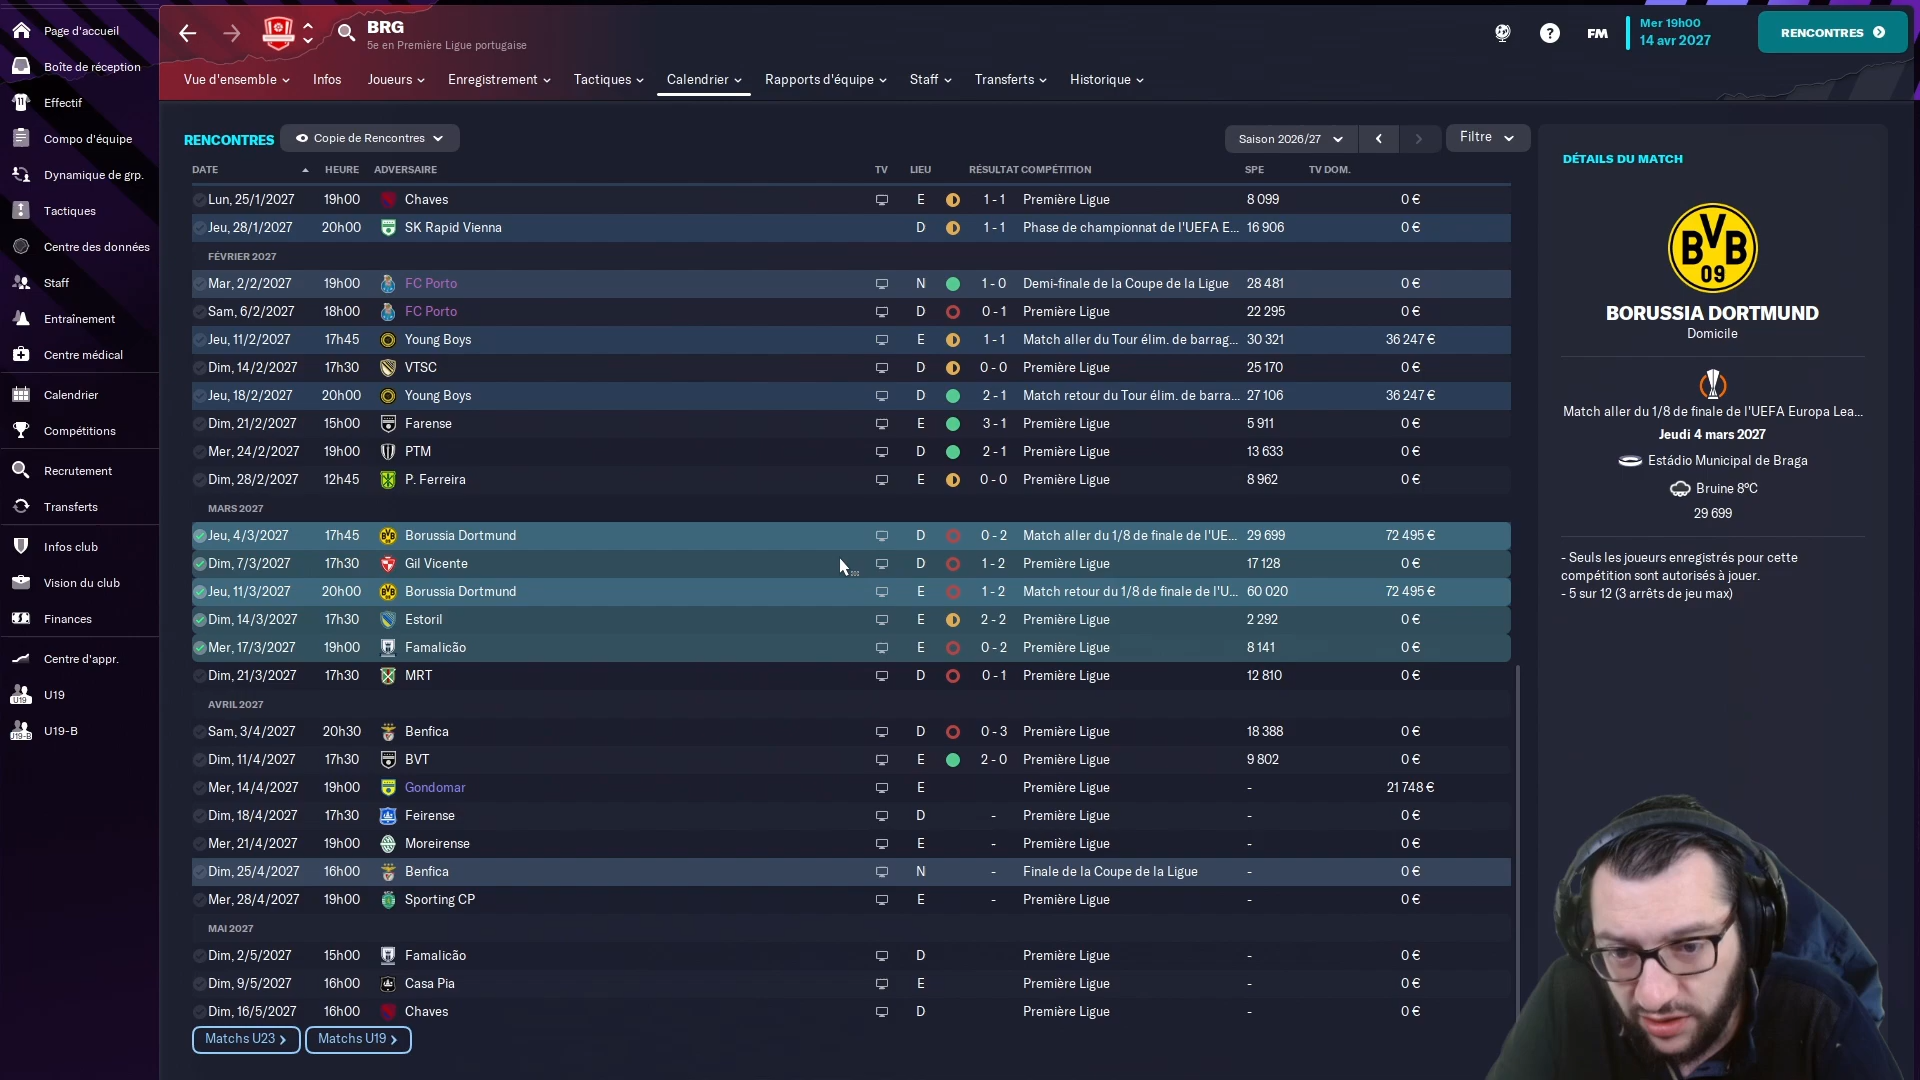 Page d'accueil
Boîte de réception
Effectif
Compo d'équipe
Dynamique de grp.
Tactiques
Centre des données
Staff
Entraînement
Centre médical
Calendrier
Compétitions
Recrutement
Transferts
Infos club
Vision du club
Finances
Centre d'appr.
U19
U19-B
BRG
5e en Première Ligue portugaise
? FM Mer 19h00
14 avr 2027
RENCONTRES
Vue d'ensemble Infos Joueurs Enregistrement Tactiques Calendrier Rapports d'équipe Staff Transferts Historique
RENCONTRES Copie de Rencontres Saison 2026/27 Filtre
DATE HEURE ADVERSAIRE TV LIEU RÉSULTAT COMPÉTITION SPE TV DOM.
Lun, 25/1/2027 19h00 Chaves E 1 - 1 Première Ligue 8 099 0 €
Jeu, 28/1/2027 20h00 SK Rapid Vienna D 1 - 1 Phase de championnat de l'UEFA E... 16 906 0 €
FÉVRIER 2027
Mar, 2/2/2027 19h00 FC Porto N 1 - 0 Demi-finale de la Coupe de la Ligue 28 481 0 €
Sam, 6/2/2027 18h00 FC Porto D 0 - 1 Première Ligue 22 295 0 €
Jeu, 11/2/2027 17h45 Young Boys E 1 - 1 Match aller du Tour élim. de barrag... 30 321 36 247 €
Dim, 14/2/2027 17h30 VTSC D 0 - 0 Première Ligue 25 170 0 €
Jeu, 18/2/2027 20h00 Young Boys D 2 - 1 Match retour du Tour élim. de barra... 27 106 36 247 €
Dim, 21/2/2027 15h00 Farense E 3 - 1 Première Ligue 5 911 0 €
Mer, 24/2/2027 19h00 PTM D 2 - 1 Première Ligue 13 633 0 €
Dim, 28/2/2027 12h45 P. Ferreira E 0 - 0 Première Ligue 8 962 0 €
MARS 2027
Jeu, 4/3/2027 17h45 Borussia Dortmund D 0 - 2 Match aller du 1/8 de finale de l'UE... 29 699 72 495 €
Dim, 7/3/2027 17h30 Gil Vicente D 1 - 2 Première Ligue 17 128 0 €
Jeu, 11/3/2027 20h00 Borussia Dortmund E 1 - 2 Match retour du 1/8 de finale de l'U... 60 020 72 495 €
Dim, 14/3/2027 17h30 Estoril E 2 - 2 Première Ligue 2 292 0 €
Mer, 17/3/2027 19h00 Famalicão E 0 - 2 Première Ligue 8 141 0 €
Dim, 21/3/2027 17h30 MRT D 0 - 1 Première Ligue 12 810 0 €
AVRIL 2027
Sam, 3/4/2027 20h30 Benfica D 0 - 3 Première Ligue 18 388 0 €
Dim, 11/4/2027 17h30 BVT E 2 - 0 Première Ligue 9 802 0 €
Mer, 14/4/2027 19h00 Gondomar E Première Ligue - 21 748 €
Dim, 18/4/2027 17h30 Feirense D - Première Ligue - 0 €
Mer, 21/4/2027 19h00 Moreirense E - Première Ligue - 0 €
Dim, 25/4/2027 16h00 Benfica N - Finale de la Coupe de la Ligue - 0 €
Mer, 28/4/2027 19h00 Sporting CP E - Première Ligue - 0 €
MAI 2027
Dim, 2/5/2027 15h00 Famalicão D Première Ligue - 0 €
Dim, 9/5/2027 16h00 Casa Pia E Première Ligue - 0 €
Dim, 16/5/2027 16h00 Chaves D Première Ligue - 0 €
Matchs U23 Matchs U19
DÉTAILS DU MATCH
BVB
09
BORUSSIA DORTMUND
Domicile
Match aller du 1/8 de finale de l'UEFA Europa Lea...
Jeudi 4 mars 2027
Estádio Municipal de Braga
Bruine 8°C
29 699
- Seuls les joueurs enregistrés pour cette
compétition sont autorisés à jouer.
- 5 sur 12 (3 arrêts de jeu max)